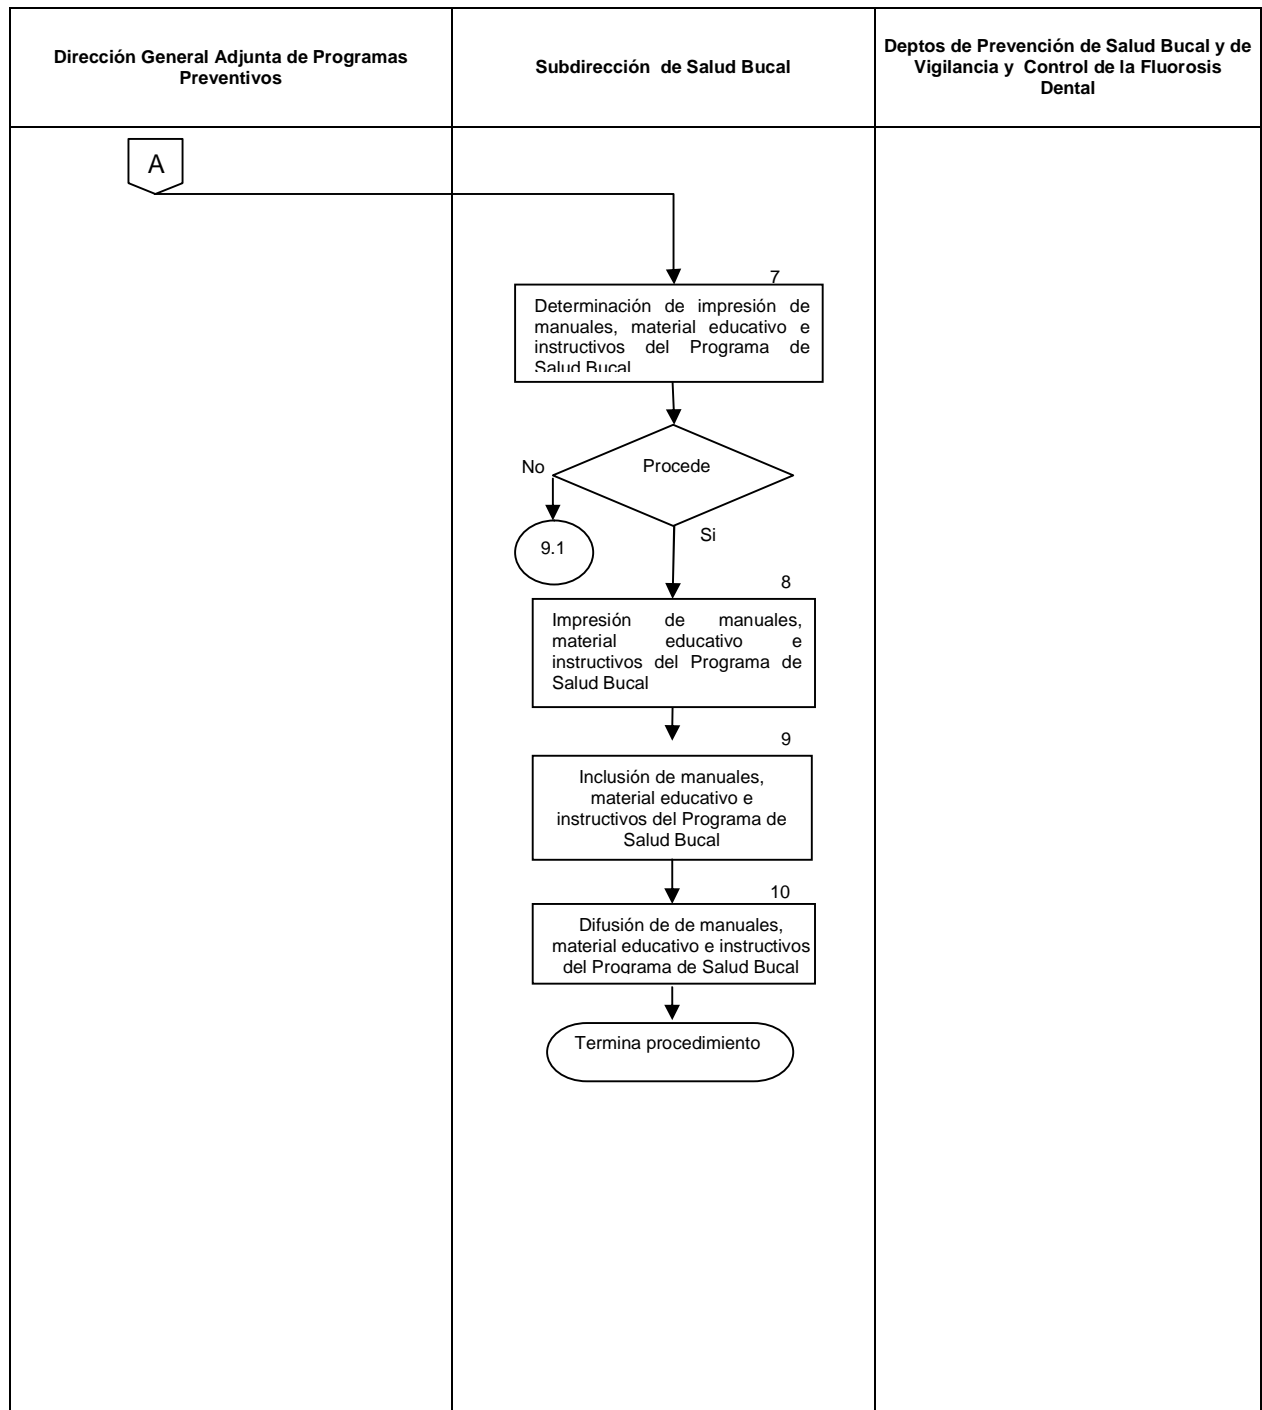 Dirección General Adjunta de Programas
Preventivos
Subdirección de Salud Bucal
Deptos de Prevención de Salud Bucal y de
Vigilancia y Control de la Fluorosis
Dental
A
7
Determinación de impresión de
manuales, material educativo e
instructivos del Programa de
Salud Bucal
Procede
No
Si
9.1
8
Impresión de manuales,
material educativo e
instructivos del Programa de
Salud Bucal
9
Inclusión de manuales,
material educativo e
instructivos del Programa de
Salud Bucal
10
Difusión de de manuales,
material educativo e instructivos
del Programa de Salud Bucal
Termina procedimiento